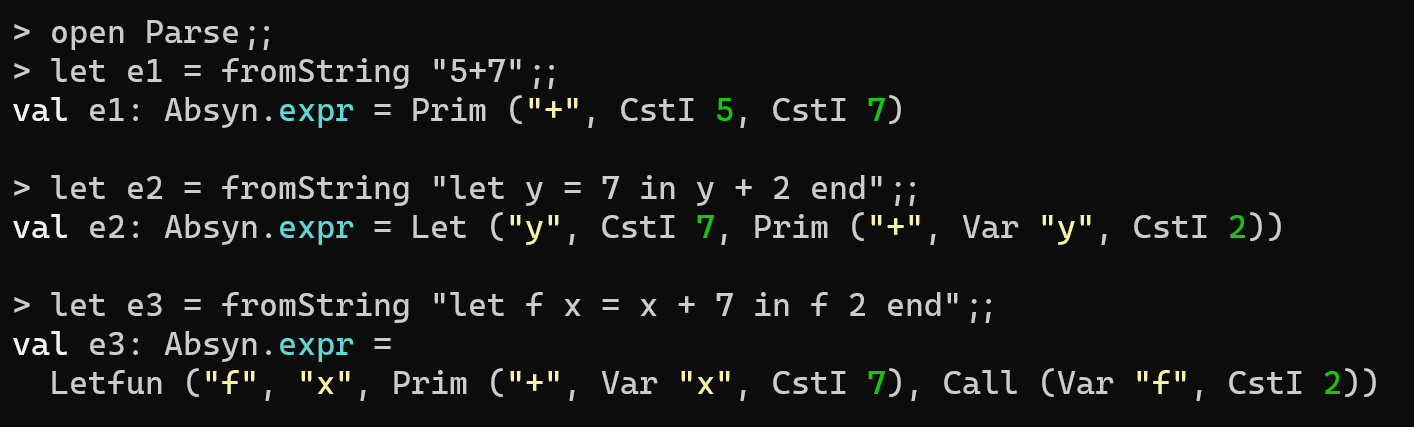 > open Parse;;
> let e1 = fromString "5+7";;
val e1: Absyn.expr = Prim ("+", CstI 5, CstI 7)
> let e2 = fromString "let y = 7 in y + 2 end";;
val e2: Absyn.expr = Let ("y", CstI 7, Prim ("+", Var "y", CstI 2))
> let e3 = fromString "let f x = x + 7 in f 2 end";;
val e3: Absyn.expr =
  Letfun ("f", "x", Prim ("+", Var "x", CstI 7), Call (Var "f", CstI 2))